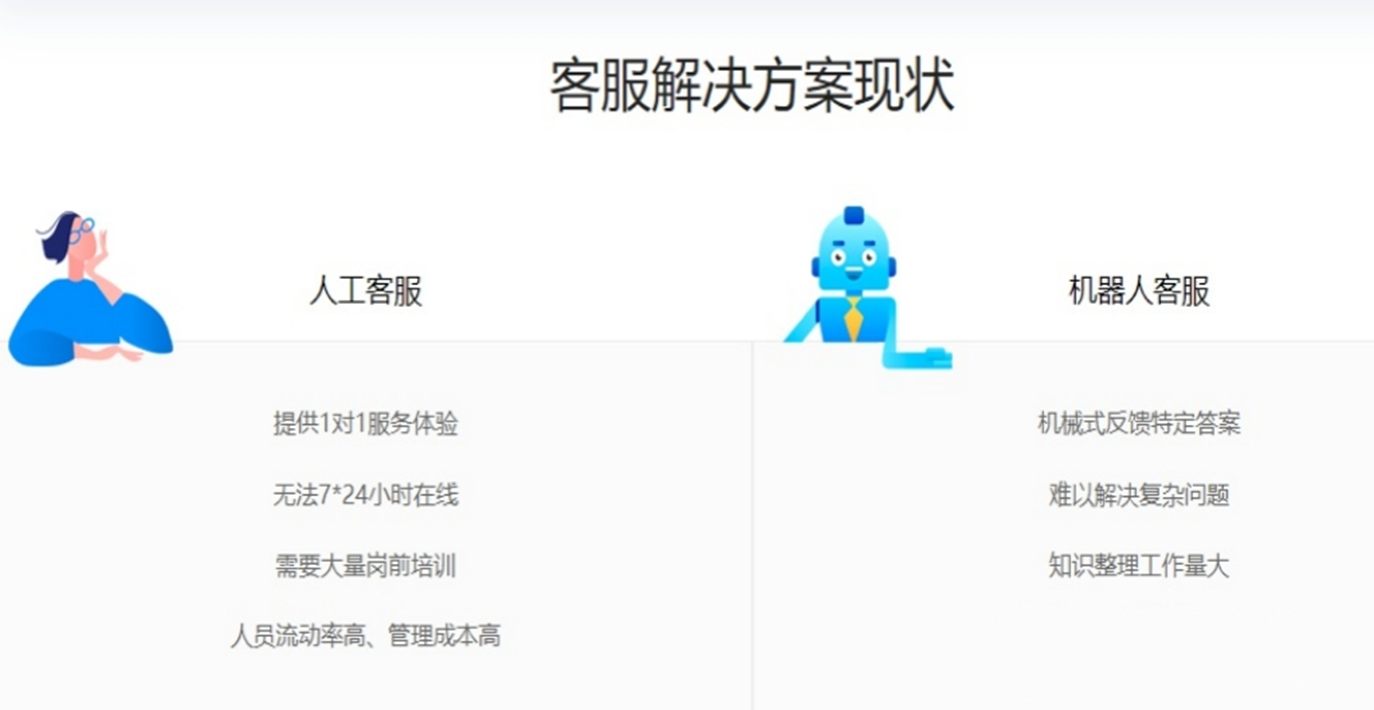 客服解决方案现状
人工客服
机器人客服
提供1对1服务体验
无法7*24小时在线
需要大量岗前培训
人员流动率高、管理成本高
机械式反馈特定答案
难以解决复杂问题
知识整理工作量大